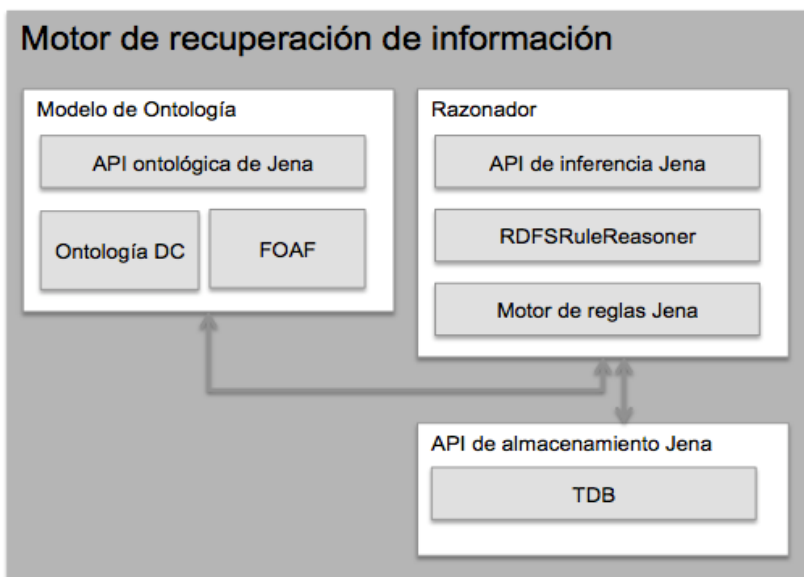 Motor de recuperación de información
Modelo de Ontología
API ontológica de Jena
Ontología DC
FOAF
Razonador
API de inferencia Jena
RDFSRuleReasoner
Motor de reglas Jena
API de almacenamiento Jena
TDB